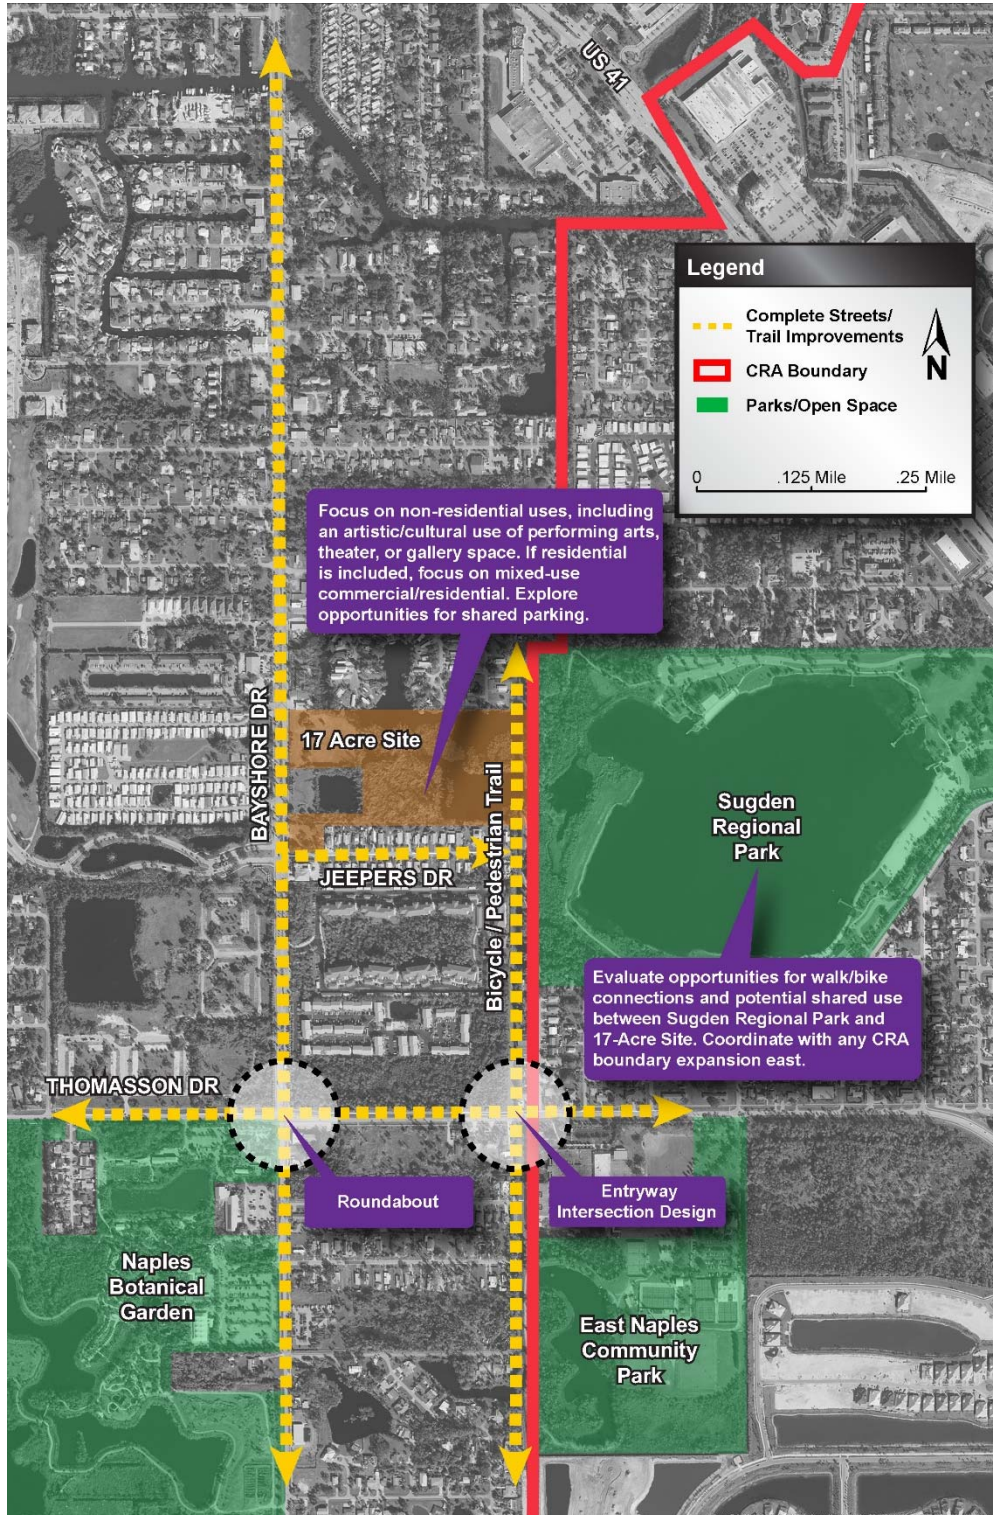 US 41
Legend
Complete Streets/
Trail Improvements
CRA Boundary
Parks/Open Space
N
0 .125 Mile .25 Mile
Focus on non-residential uses, including
an artistic/cultural use of performing arts,
theater, or gallery space. If residential
is included, focus on mixed-use
commercial/residential. Explore
opportunities for shared parking.
BAYSHORE DR
17 Acre Site
Bicycle / Pedestrian Trail
Sugden
Regional
Park
JEEPERS DR
Evaluate opportunities for walk/bike
connections and potential shared use
between Sugden Regional Park and
17-Acre Site. Coordinate with any CRA
boundary expansion east.
THOMASSON DR
Roundabout
Entryway
Intersection Design
Naples
Botanical
Garden
East Naples
Community
Park